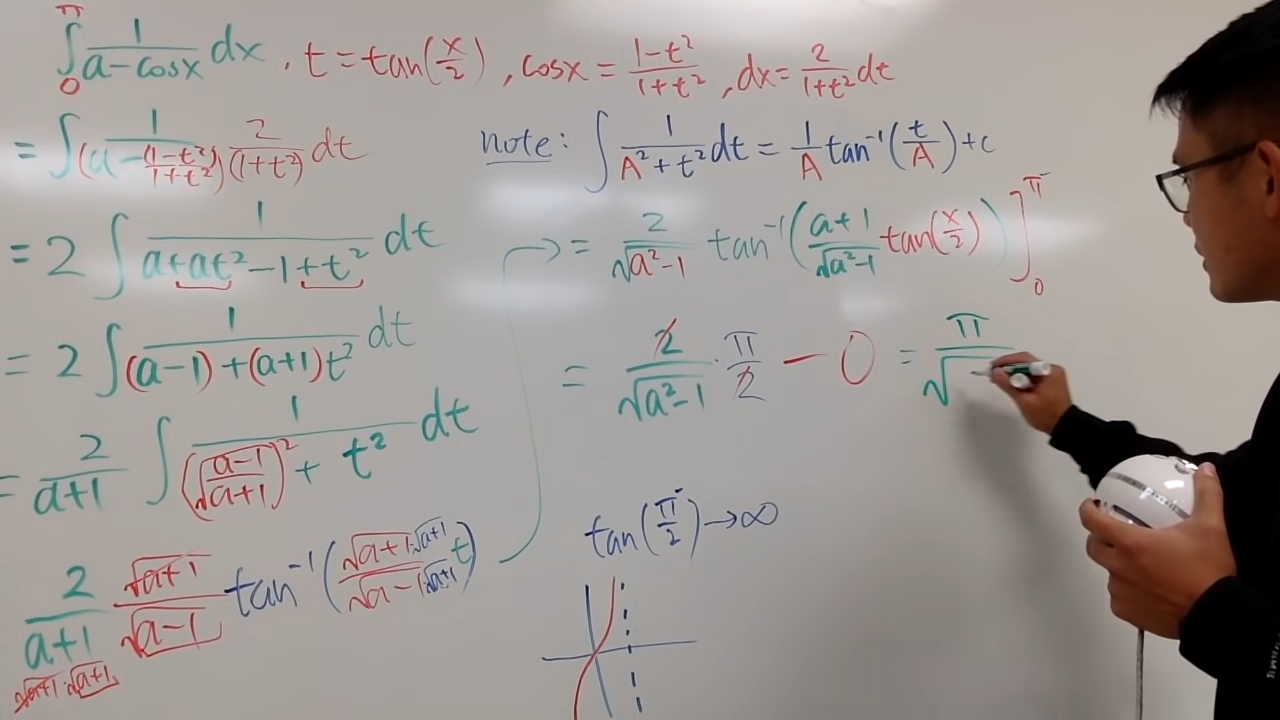 ∫₀^π 1/(a-cosx) dx , t=tan(x/2) , cosx = (1-t²)/(1+t²) , dx = 2/(1+t²) dt
= ∫ 1/(a - (1-t²)/(1+t²)) 2/(1+t²) dt
= 2 ∫ 1/(a+at²-1+t²) dt
= 2 ∫ 1/((a-1)+(a+1)t²) dt
= 2/(a+1) ∫ 1/((√((a-1)/(a+1)))² + t²) dt
2/(a+1) √(a+1)/√(a-1) tan⁻¹(√(a+1)·√(a+1)/(√(a-1)√(a+1)) t)
√(a+1)·√(a+1)
note: ∫ 1/(A²+t²) dt = 1/A tan⁻¹(t/A)+c
= 2/√(a²-1) tan⁻¹((a+1)/√(a²-1) tan(x/2)) ]₀^π⁻
= 2/√(a²-1) · π/2 - 0 = π/√
tan(π⁻/2) → ∞